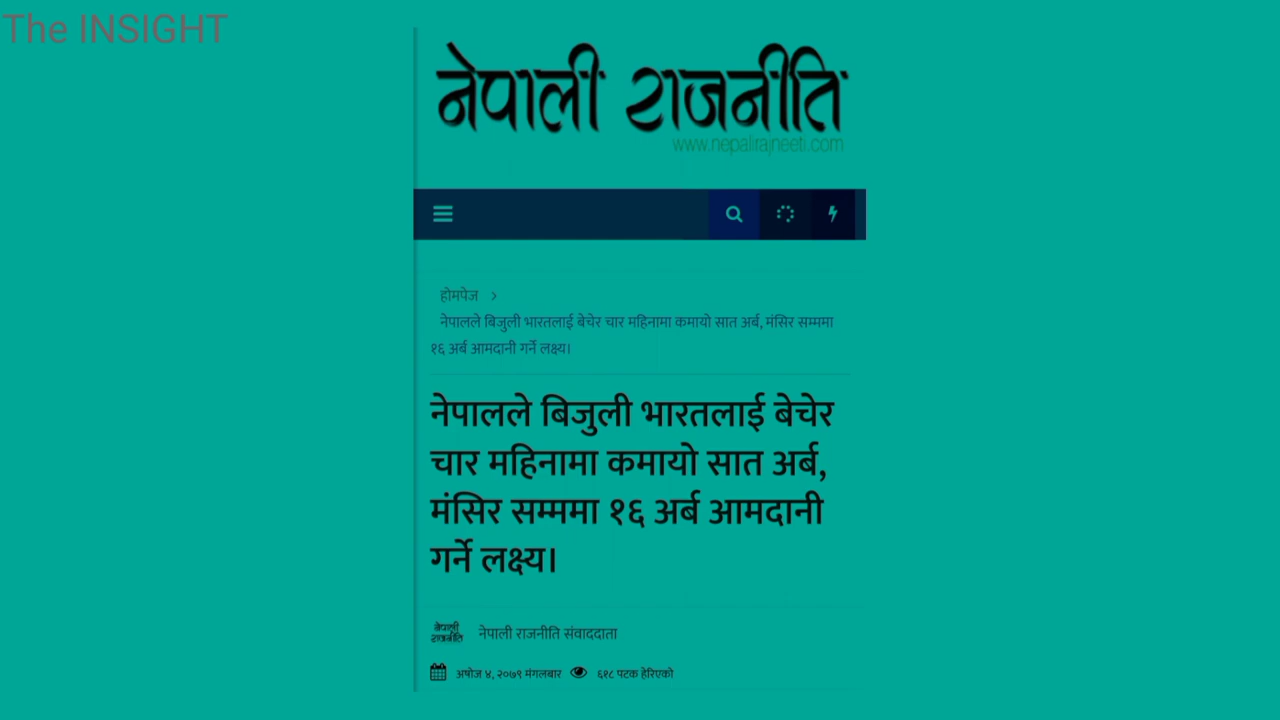 The INSIGHT
नेपाली राजनीति
www.nepalirajneeti.com
होमपेज
नेपालले बिजुली भारतलाई बेचेर चार महिनामा कमायो सात अर्ब, मंसिर सम्ममा
१६ अर्ब आमदानी गर्ने लक्ष्य।
नेपालले बिजुली भारतलाई बेचेर
चार महिनामा कमायो सात अर्ब,
मंसिर सम्ममा १६ अर्ब आमदानी
गर्ने लक्ष्य।
नेपाली
राजनीति
नेपाली राजनीति संवाददाता
अषोज ४, २०७९ मंगलबार ६१८ पटक हेरिएको